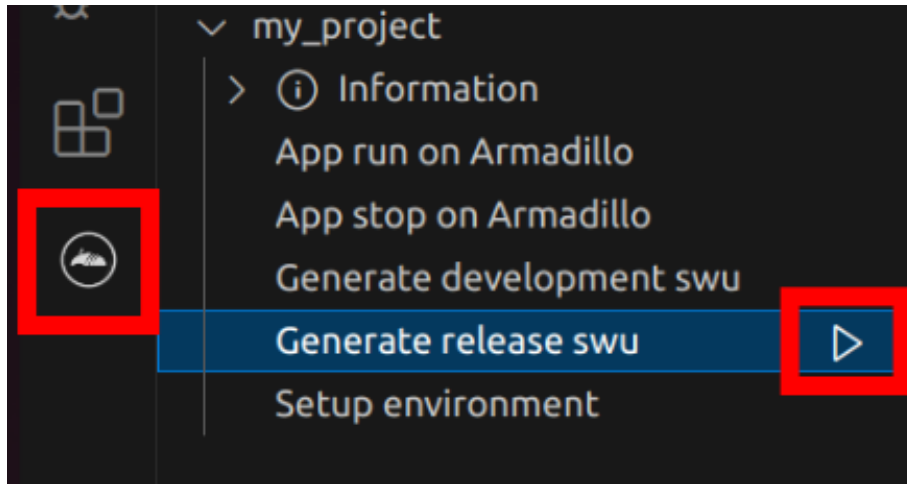 my_project
Information
App run on Armadillo
App stop on Armadillo
Generate development swu
Generate release swu
Setup environment